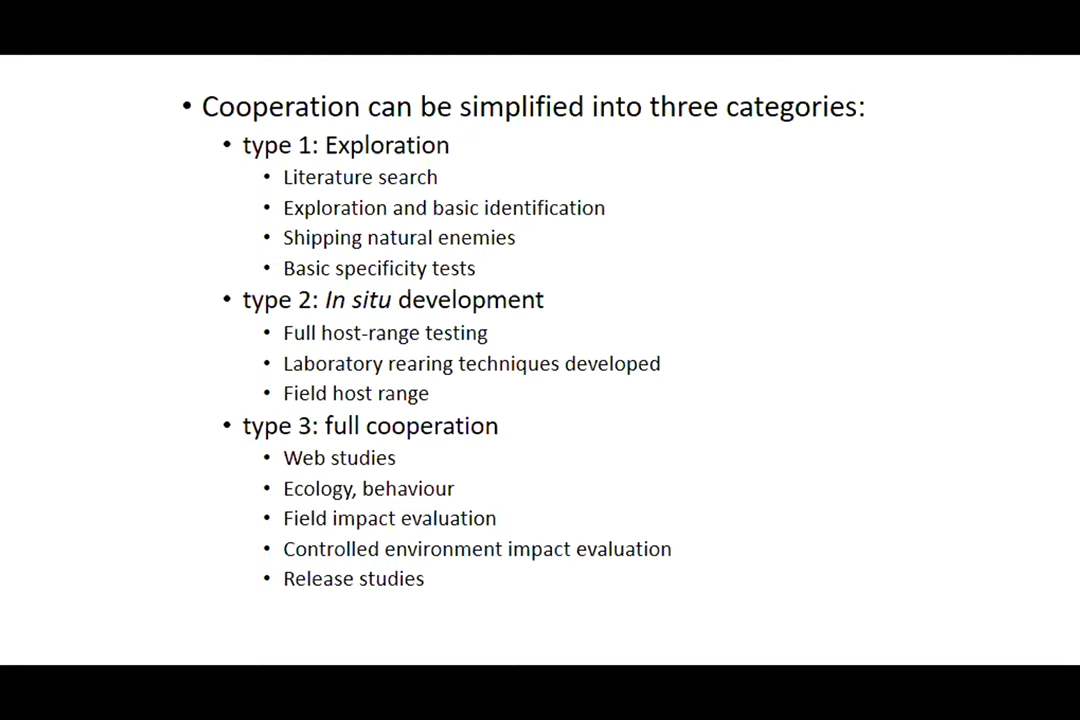 • Cooperation can be simplified into three categories:
• type 1: Exploration
• Literature search
• Exploration and basic identification
• Shipping natural enemies
• Basic specificity tests
• type 2: In situ development
• Full host-range testing
• Laboratory rearing techniques developed
• Field host range
• type 3: full cooperation
• Web studies
• Ecology, behaviour
• Field impact evaluation
• Controlled environment impact evaluation
• Release studies